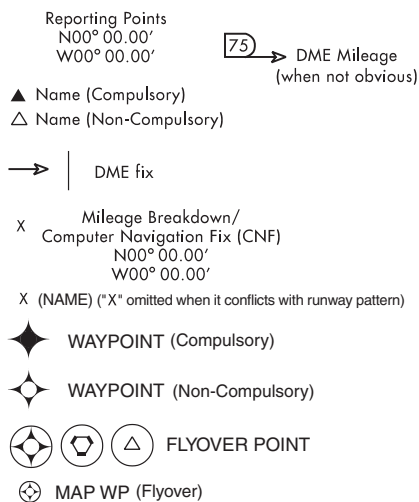 Reporting Points
N00° 00.00′
W00° 00.00′
75
DME Mileage
(when not obvious)
▲ Name (Compulsory)
△ Name (Non-Compulsory)
DME fix
X
Mileage Breakdown/
Computer Navigation Fix (CNF)
N00° 00.00′
W00° 00.00′
X (NAME) ("X" omitted when it conflicts with runway pattern)
WAYPOINT (Compulsory)
WAYPOINT (Non-Compulsory)
FLYOVER POINT
MAP WP (Flyover)